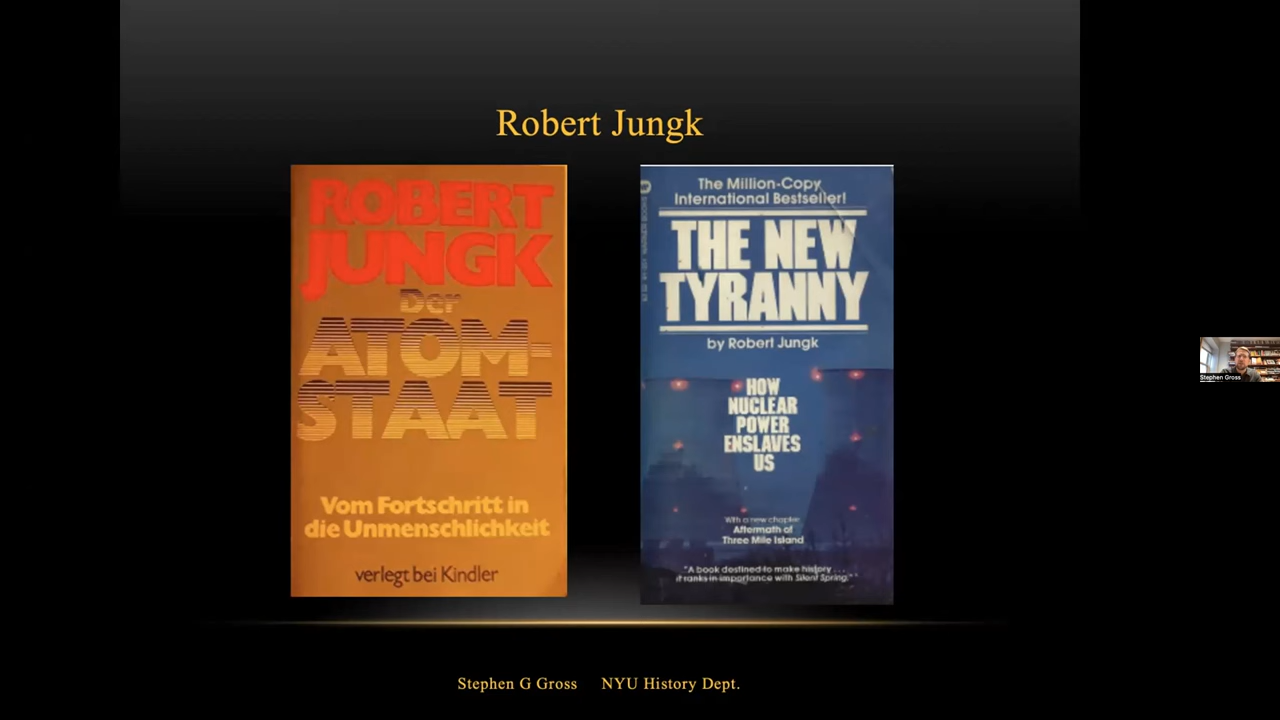 Robert Jungk
ROBERT
JUNGK
Der
ATOM-
STAAT
Vom Fortschritt in
die Unmenschlichkeit
verlegt bei Kindler
The Million-Copy
International Bestseller!
THE NEW
TYRANNY
by Robert Jungk
HOW
NUCLEAR
POWER
ENSLAVES
US
With a new chapter
Aftermath of
Three Mile Island
"A book destined to make history . . .
it ranks in importance with Silent Spring."
Stephen Gross
Stephen G Gross NYU History Dept.